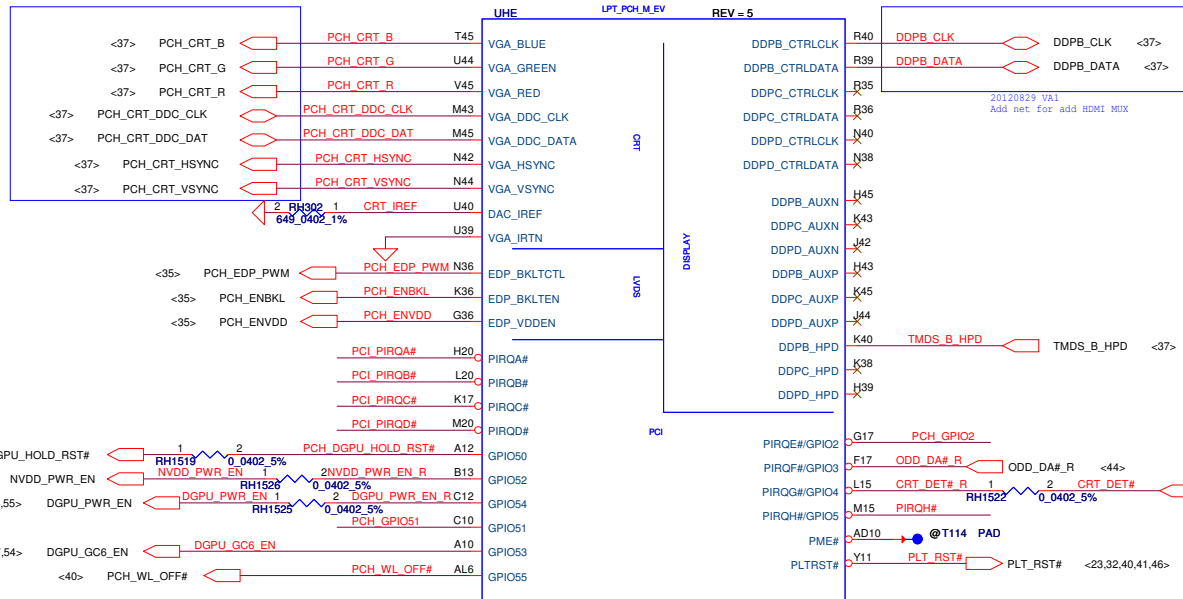 UHE LPT_PCH_M_EV REV = 5
<37> PCH_CRT_B PCH_CRT_B T45 VGA_BLUE DDPB_CTRLCLK R40 DDPB_CLK DDPB_CLK <37>
<37> PCH_CRT_G PCH_CRT_G U44 VGA_GREEN DDPB_CTRLDATA R39 DDPB_DATA DDPB_DATA <37>
<37> PCH_CRT_R PCH_CRT_R V45 VGA_RED DDPC_CTRLCLK R35
20120829 VA1
Add net for add HDMI MUX
<37> PCH_CRT_DDC_CLK PCH_CRT_DDC_CLK M43 VGA_DDC_CLK DDPC_CTRLDATA R36
<37> PCH_CRT_DDC_DAT PCH_CRT_DDC_DAT M45 VGA_DDC_DATA DDPD_CTRLCLK N40
CRT
<37> PCH_CRT_HSYNC PCH_CRT_HSYNC N42 VGA_HSYNC DDPD_CTRLDATA N38
<37> PCH_CRT_VSYNC PCH_CRT_VSYNC N44 VGA_VSYNC
DDPB_AUXN H45
2 RH302 1 CRT_IREF U40 DAC_IREF
649_0402_1%
DDPC_AUXN K43
U39 VGA_IRTN
DDPD_AUXN J42
DISPLAY
<35> PCH_EDP_PWM PCH_EDP_PWM N36 EDP_BKLTCTL DDPB_AUXP H43
LVDS
<35> PCH_ENBKL PCH_ENBKL K36 EDP_BKLTEN DDPC_AUXP K45
<35> PCH_ENVDD PCH_ENVDD G36 EDP_VDDEN DDPD_AUXP J44
DDPB_HPD K40 TMDS_B_HPD TMDS_B_HPD <37>
PCI_PIRQA# H20 PIRQA#
DDPC_HPD K38
PCI_PIRQB# L20 PIRQB#
DDPD_HPD H39
PCI_PIRQC# K17 PIRQC#
PCI_PIRQD# M20 PIRQD#
PCI
PIRQE#/GPIO2 G17 PCH_GPIO2
GPU_HOLD_RST# 1 2 PCH_DGPU_HOLD_RST# A12 GPIO50
RH1519 0_0402_5%
PIRQF#/GPIO3 F17 ODD_DA#_R ODD_DA#_R <44>
NVDD_PWR_EN NVDD_PWR_EN 1 2 NVDD_PWR_EN_R B13 GPIO52
RH1526 0_0402_5%
PIRQG#/GPIO4 L15 CRT_DET#_R 1 2 CRT_DET#
RH1522 0_0402_5%
,55> DGPU_PWR_EN DGPU_PWR_EN 1 2 DGPU_PWR_EN_R C12 GPIO54
RH1525 0_0402_5%
PIRQH#/GPIO5 M15 PIRQH#
PCH_GPIO51 C10 GPIO51
PME# AD10 @ T114 PAD
,54> DGPU_GC6_EN DGPU_GC6_EN A10 GPIO53
PLTRST# Y11 PLT_RST# PLT_RST# <23,32,40,41,46>
<40> PCH_WL_OFF# PCH_WL_OFF# AL6 GPIO55